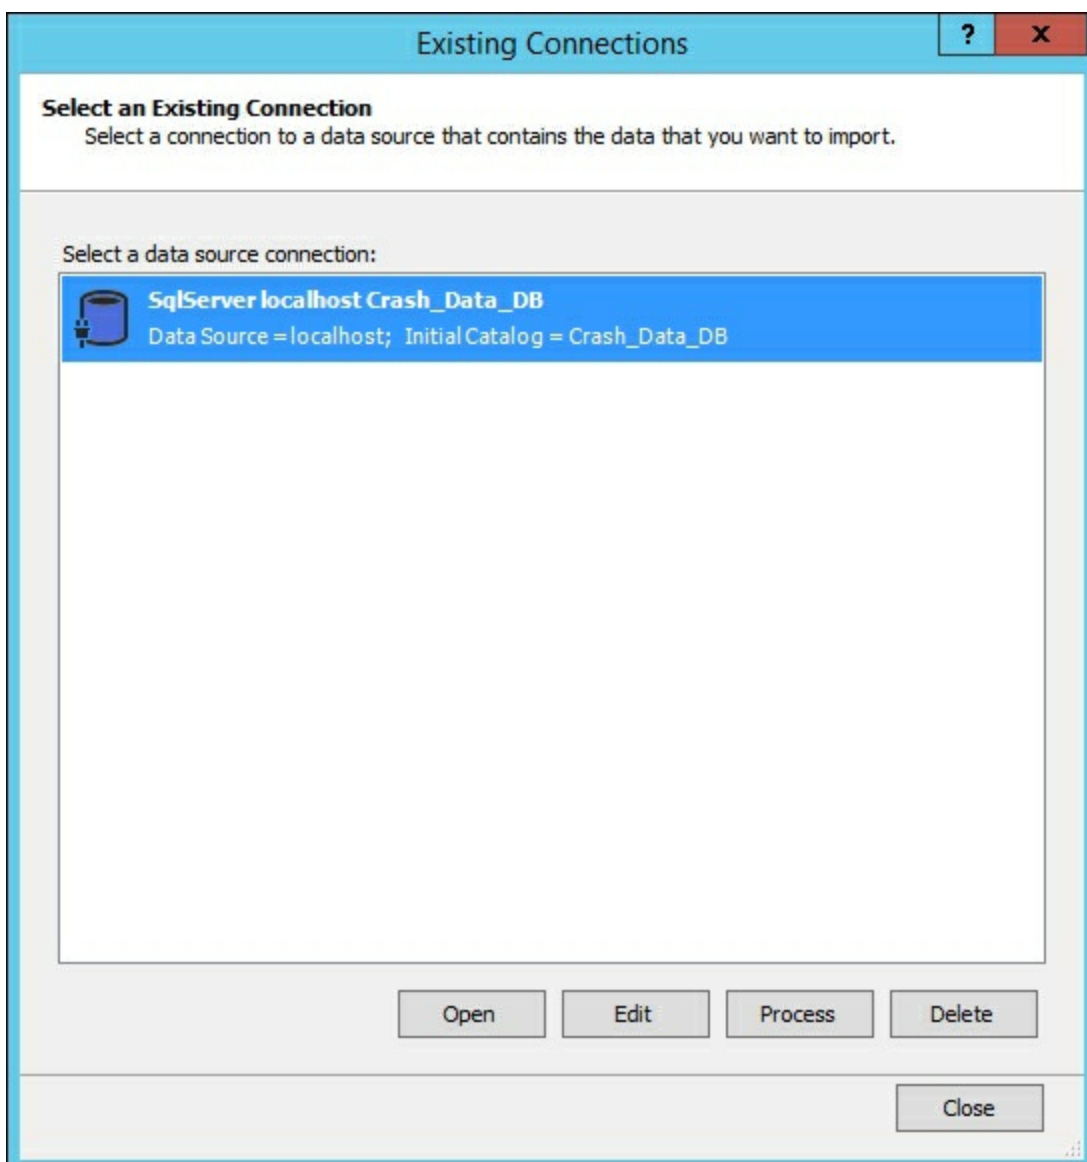 Existing Connections
? x
Select an Existing Connection
Select a connection to a data source that contains the data that you want to import.
Select a data source connection:
SqlServer localhost Crash_Data_DB
Data Source = localhost; Initial Catalog = Crash_Data_DB
Open Edit Process Delete
Close